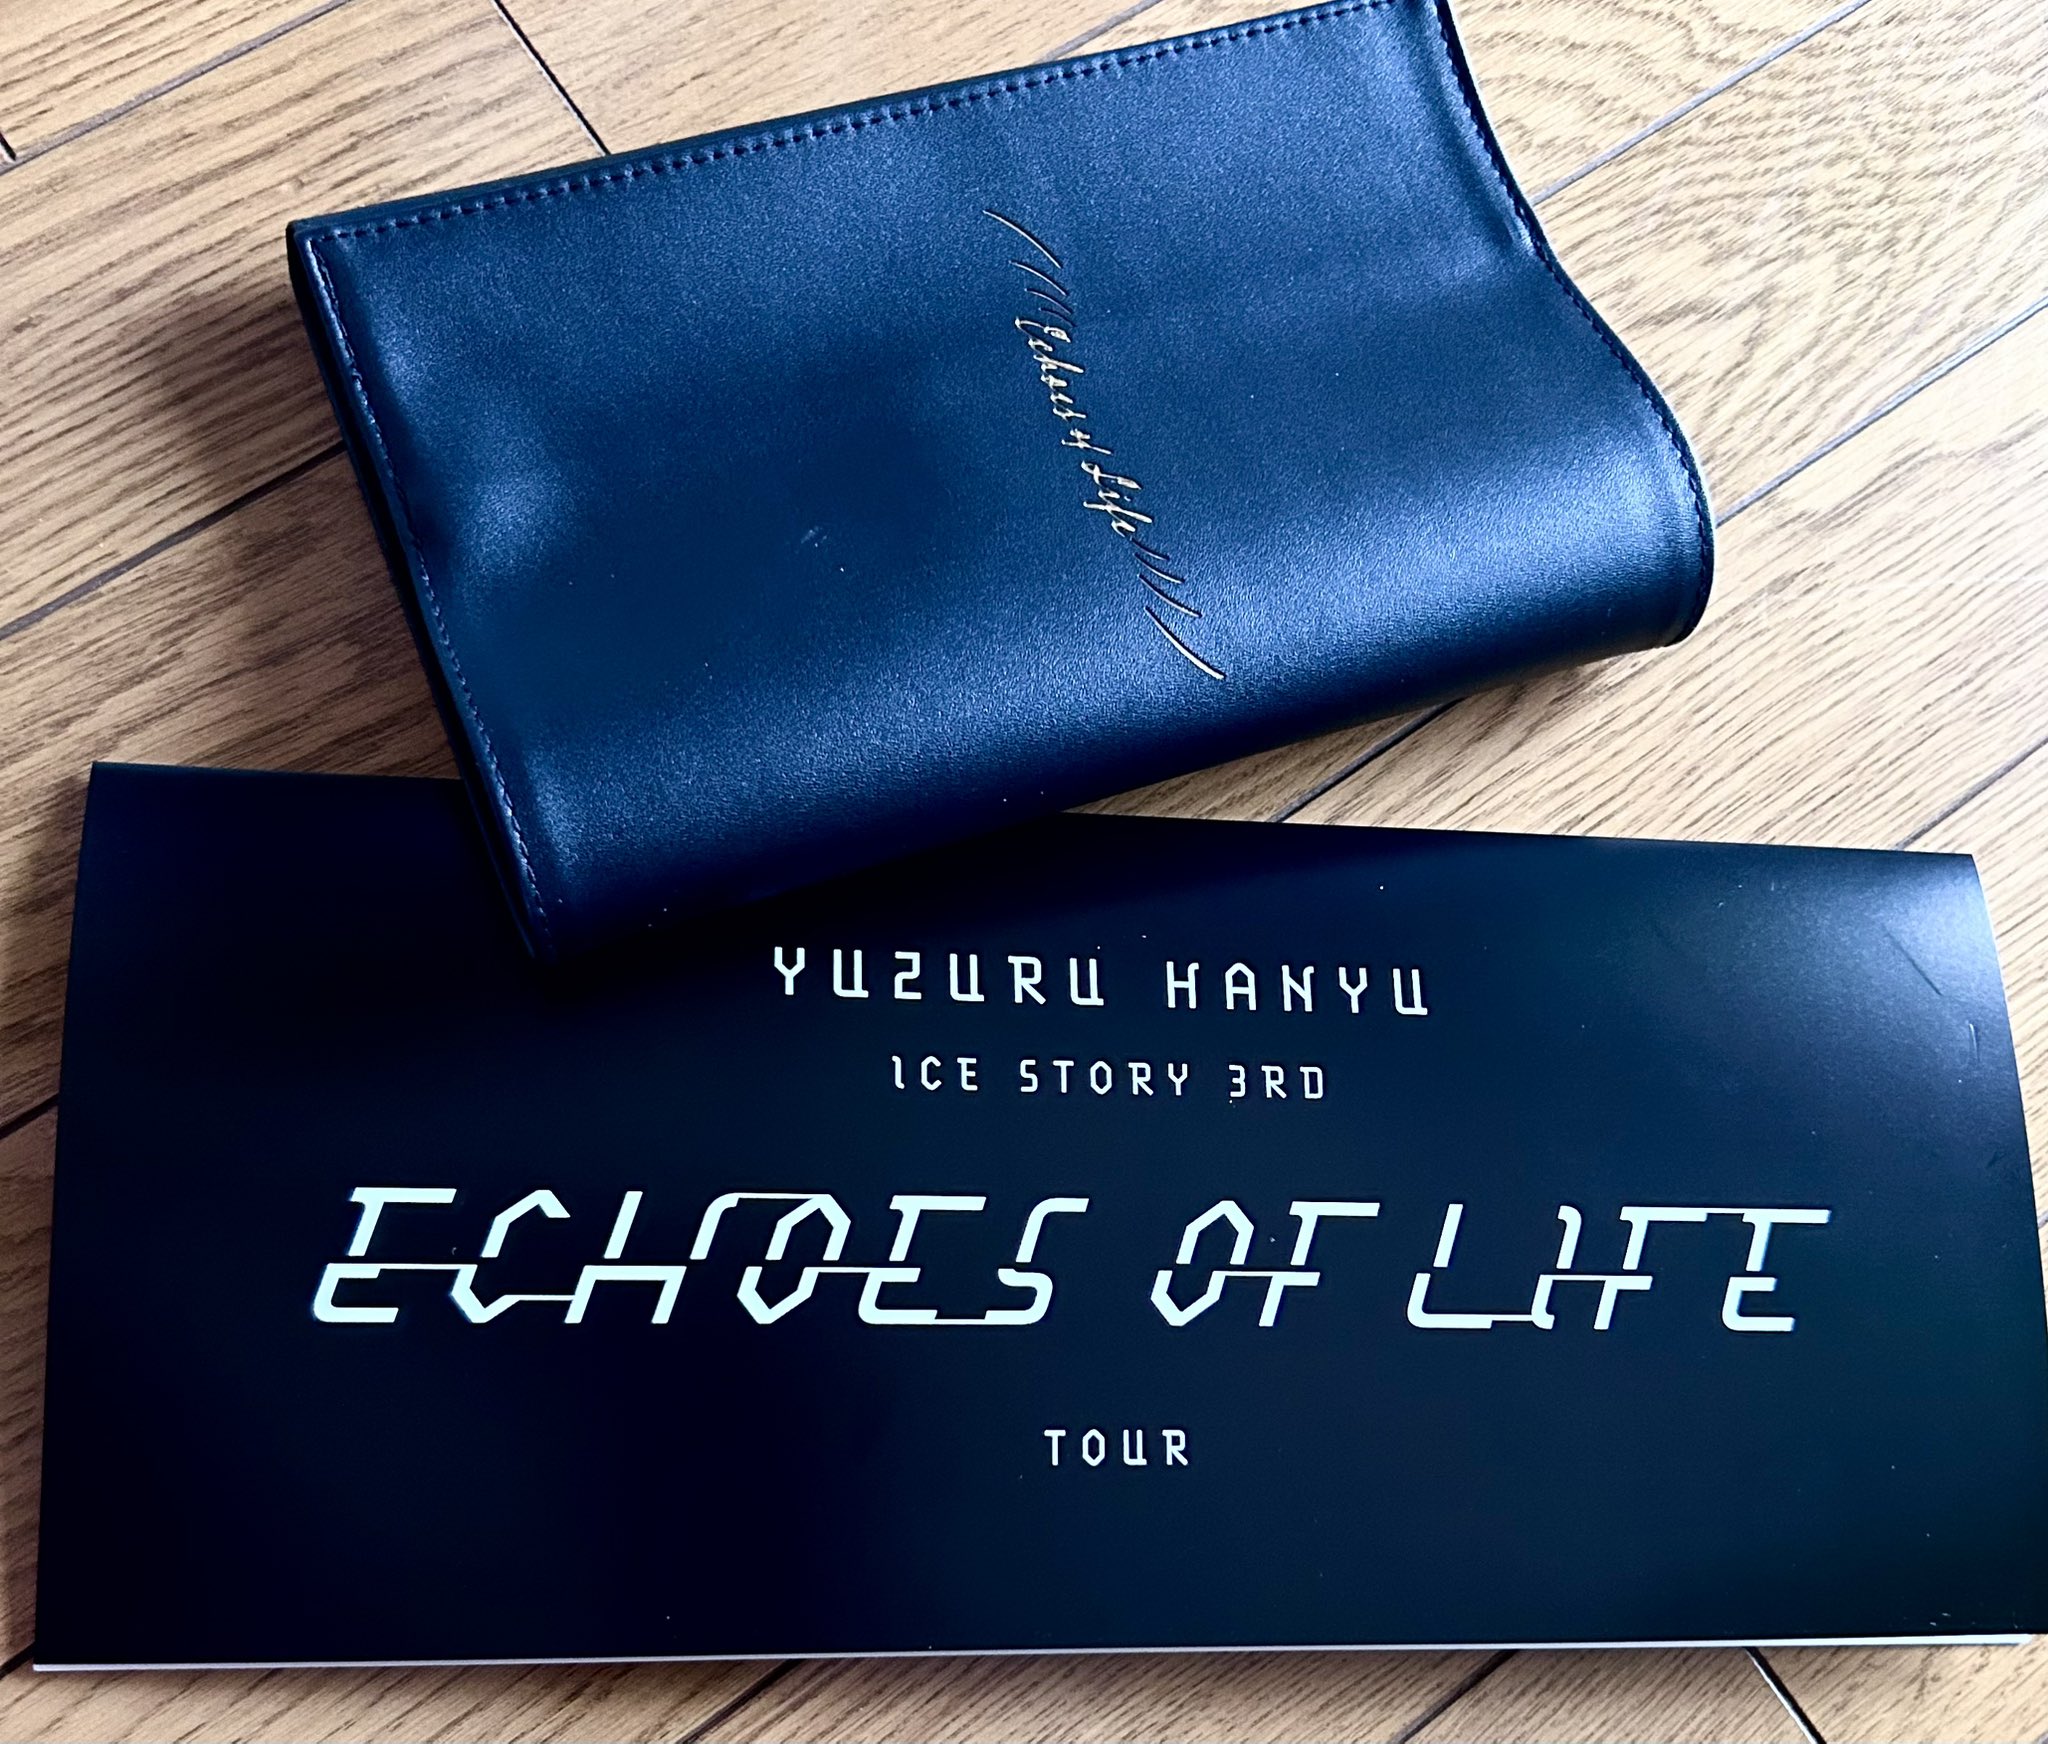 Echoes of Life
YUZURU HANYU
ICE STORY 3RD
ECHOES OF LIFE
TOUR